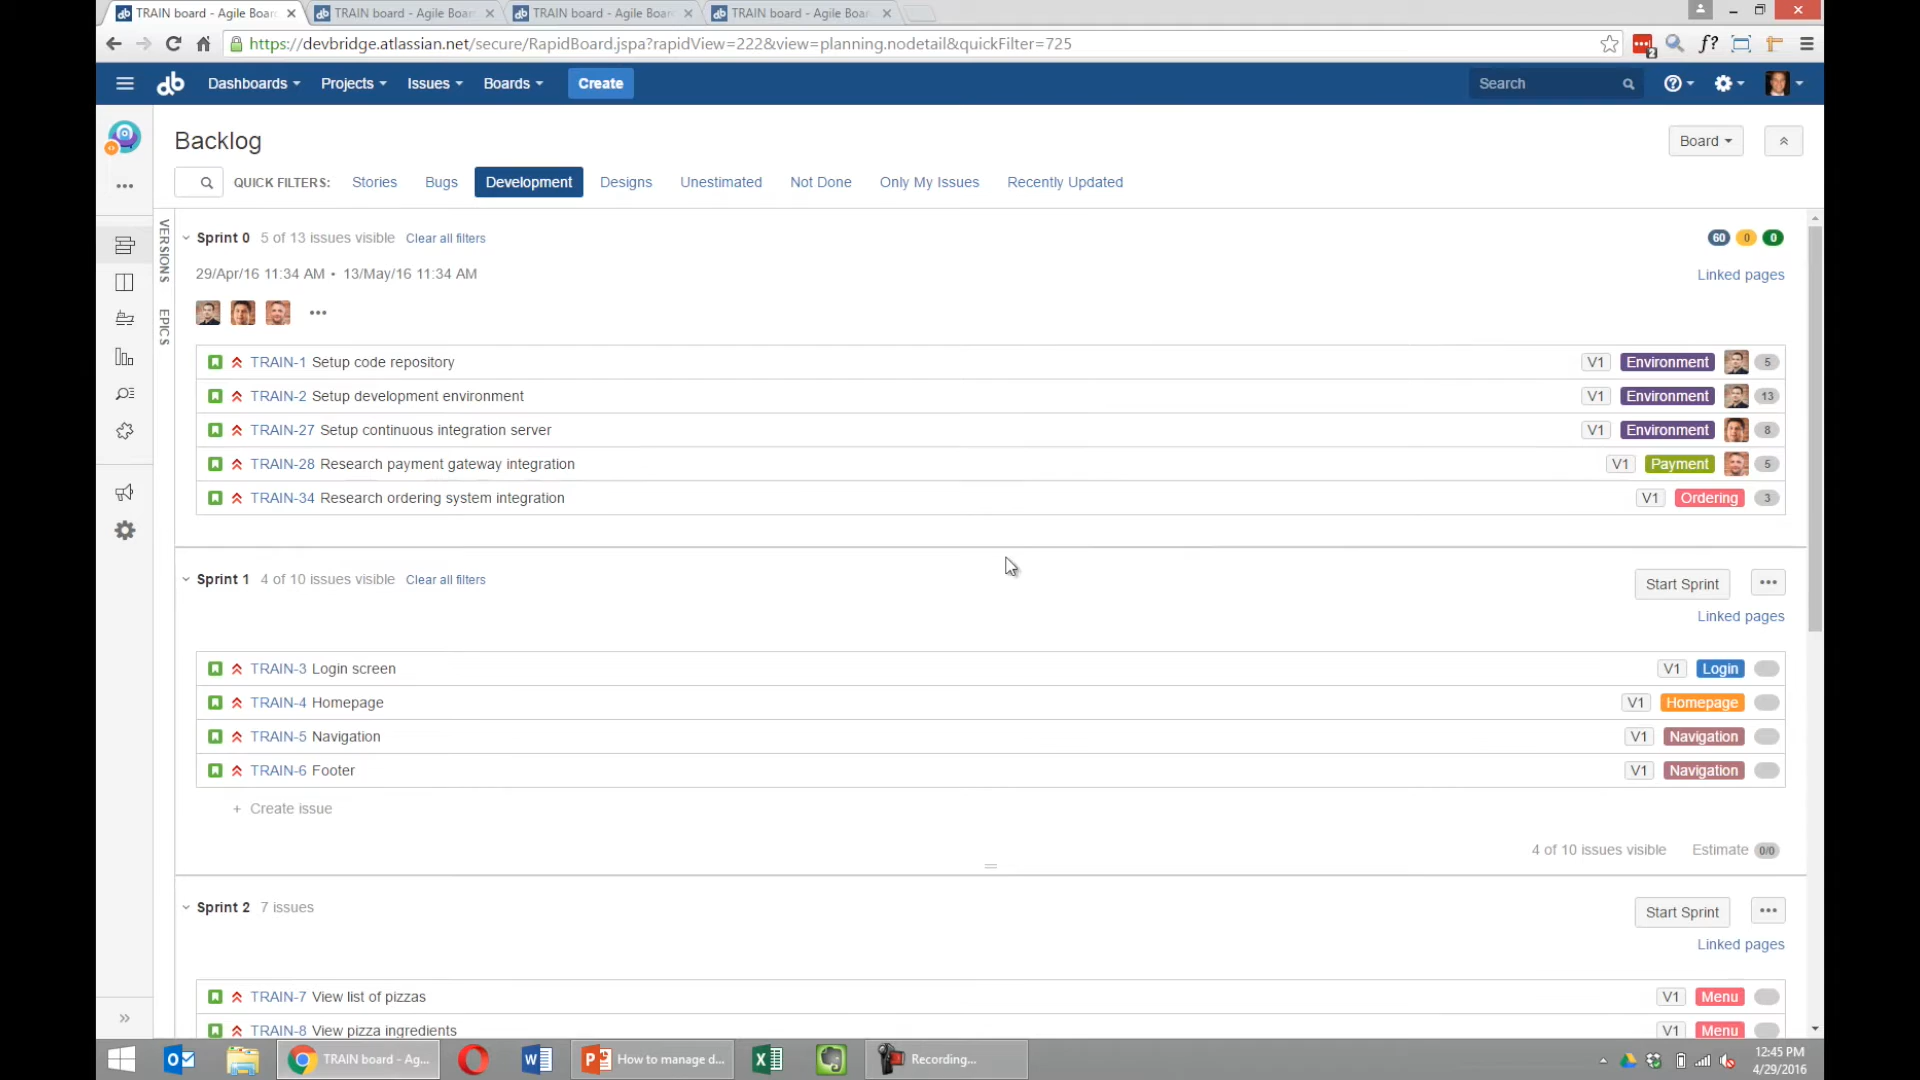 TRAIN board - Agile Boar
TRAIN board - Agile Boar
TRAIN board - Agile Boar
TRAIN board - Agile Boar
https://devbridge.atlassian.net/secure/RapidBoard.jspa?rapidView=222&view=planning.nodetail&quickFilter=725
2 f?
db Dashboards Projects Issues Boards Create Search
Backlog Board
QUICK FILTERS: Stories Bugs Development Designs Unestimated Not Done Only My Issues Recently Updated
VERSIONS
EPICS
Sprint 0 5 of 13 issues visible Clear all filters 60 0 0
29/Apr/16 11:34 AM • 13/May/16 11:34 AM Linked pages
TRAIN-1 Setup code repository V1 Environment 5
TRAIN-2 Setup development environment V1 Environment 13
TRAIN-27 Setup continuous integration server V1 Environment 8
TRAIN-28 Research payment gateway integration V1 Payment 5
TRAIN-34 Research ordering system integration V1 Ordering 3
Sprint 1 4 of 10 issues visible Clear all filters Start Sprint
Linked pages
TRAIN-3 Login screen V1 Login
TRAIN-4 Homepage V1 Homepage
TRAIN-5 Navigation V1 Navigation
TRAIN-6 Footer V1 Navigation
+ Create issue
4 of 10 issues visible Estimate 0/0
Sprint 2 7 issues Start Sprint
Linked pages
TRAIN-7 View list of pizzas V1 Menu
TRAIN-8 View pizza ingredients V1 Menu
TRAIN board - Ag... How to manage d... Recording... 12:45 PM
4/29/2016